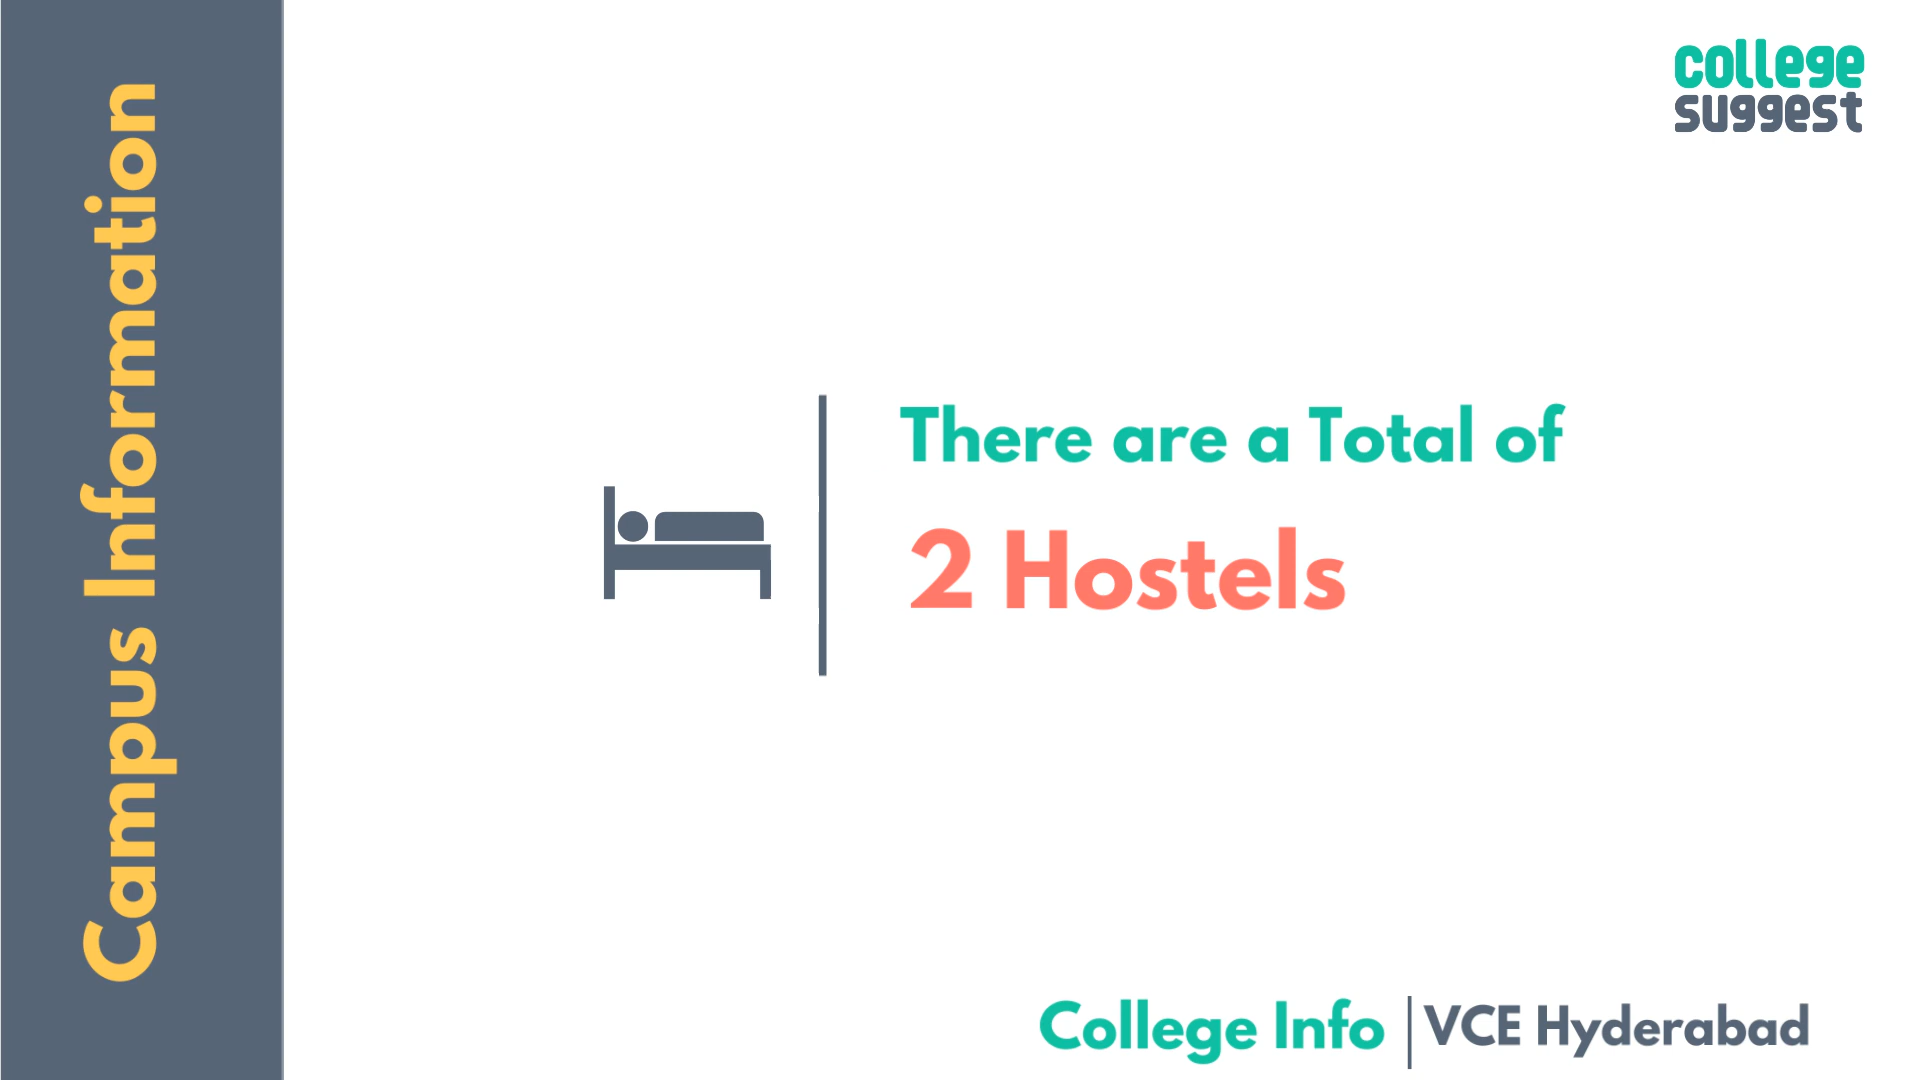 Campus Information
college
suggest
There are a Total of
2 Hostels
College Info
VCE Hyderabad